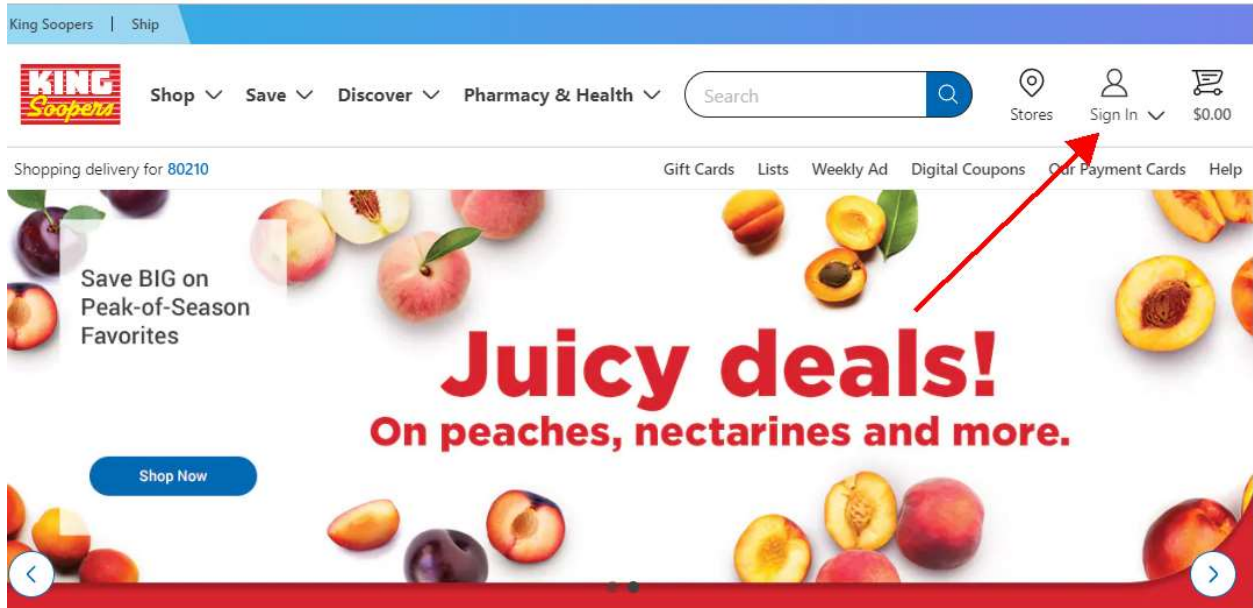 King Soopers | Ship
KING
Soopers
Shop Save Discover Pharmacy & Health Search
Stores Sign In $0.00
Shopping delivery for 80210 Gift Cards Lists Weekly Ad Digital Coupons Our Payment Cards Help
Save BIG on
Peak-of-Season
Favorites
Juicy deals!
On peaches, nectarines and more.
Shop Now